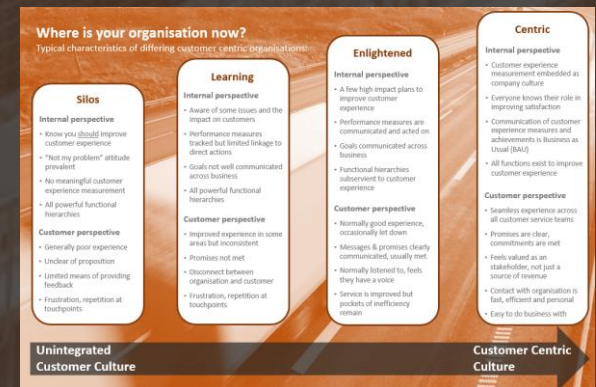 Where is your organisation now?
Typical characteristics of differing customer centric organisations:
Silos
Internal perspective
• Know you should improve
customer experience
• "Not my problem" attitude
prevalent
• No meaningful customer
experience measurement
• All powerful functional
hierarchies
Customer perspective
• Generally poor experience
• Unclear of proposition
• Limited means of providing
feedback
• Frustration, repetition at
touchpoints
Learning
Internal perspective
• Aware of some issues and the
impact on customers
• Performance measures
tracked but limited linkage to
direct actions
• Goals not well communicated
across business
• All powerful functional
hierarchies
Customer perspective
• Improved experience in some
areas but inconsistent
• Promises not met
• Disconnect between
organisation and customer
• Frustration, repetition at
touchpoints
Enlightened
Internal perspective
• A few high impact plans to
improve customer
experience
• Performance measures are
communicated and acted on
• Goals communicated across
business
• Functional hierarchies
subservient to customer
experience
Customer perspective
• Normally good experience,
occasionally let down
• Messages & promises clearly
communicated, usually met
• Normally listened to, feels
they have a voice
• Service is improved but
pockets of inefficiency
remain
Centric
Internal perspective
• Customer experience
measurement embedded as
company culture
• Everyone knows their role in
improving satisfaction
• Communication of customer
experience measures and
achievements is Business as
Usual (BAU)
• All functions exist to improve
customer experience
Customer perspective
• Seamless experience across
all customer service teams
• Promises are clear,
commitments are met
• Feels valued as an
stakeholder, not just a
source of revenue
• Contact with organisation is
fast, efficient and personal
• Easy to do business with
Unintegrated
Customer Culture
Customer Centric
Culture